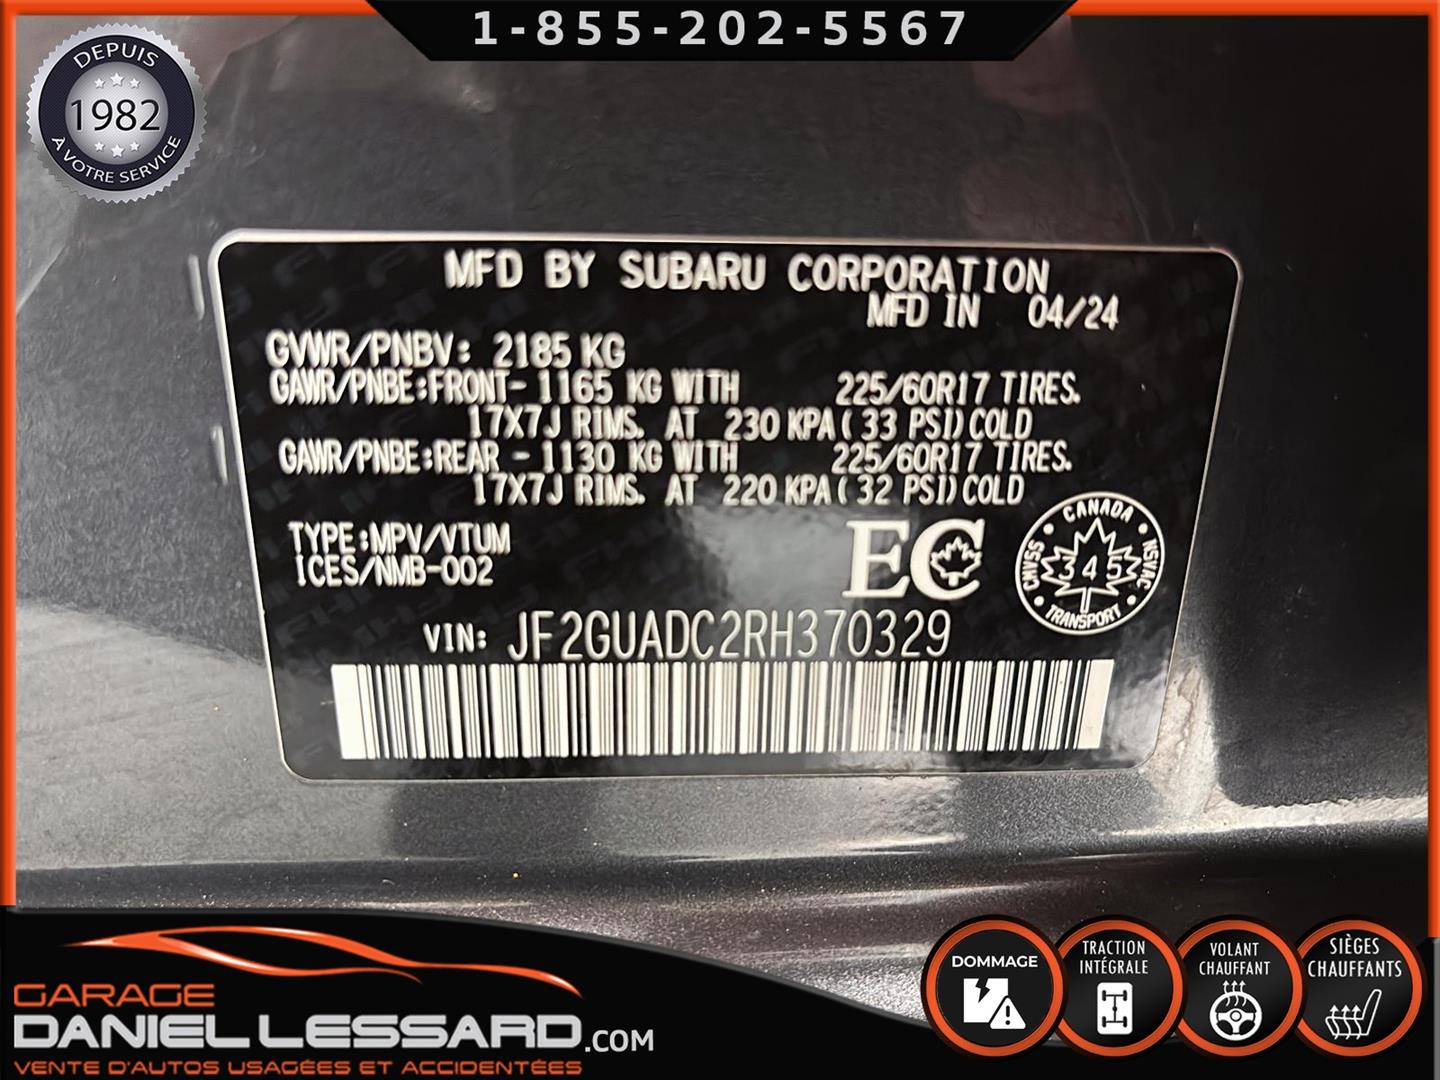 1-855-202-5567
DEPUIS
1982
À VOTRE SERVICE
MFD BY SUBARU CORPORATION
MFD IN 04/24
GVWR/PNBV: 2185 KG
GAWR/PNBE:FRONT- 1165 KG WITH 225/60R17 TIRES.
17X7J RIMS. AT 230 KPA( 33 PSI)COLD
GAWR/PNBE:REAR - 1130 KG WITH 225/60R17 TIRES.
17X7J RIMS. AT 220 KPA( 32 PSI)COLD
TYPE:MPV/VTUM
ICES/NMB-002
EC
CANADA
CMVSS
NSVAC
345
TRANSPORT
VIN: JF2GUADC2RH370329
DOMMAGE
TRACTION
INTÉGRALE
VOLANT
CHAUFFANT
SIÈGES
CHAUFFANTS
GARAGE
DANIEL LESSARD.COM
VENTE D'AUTOS USAGÉES ET ACCIDENTÉES